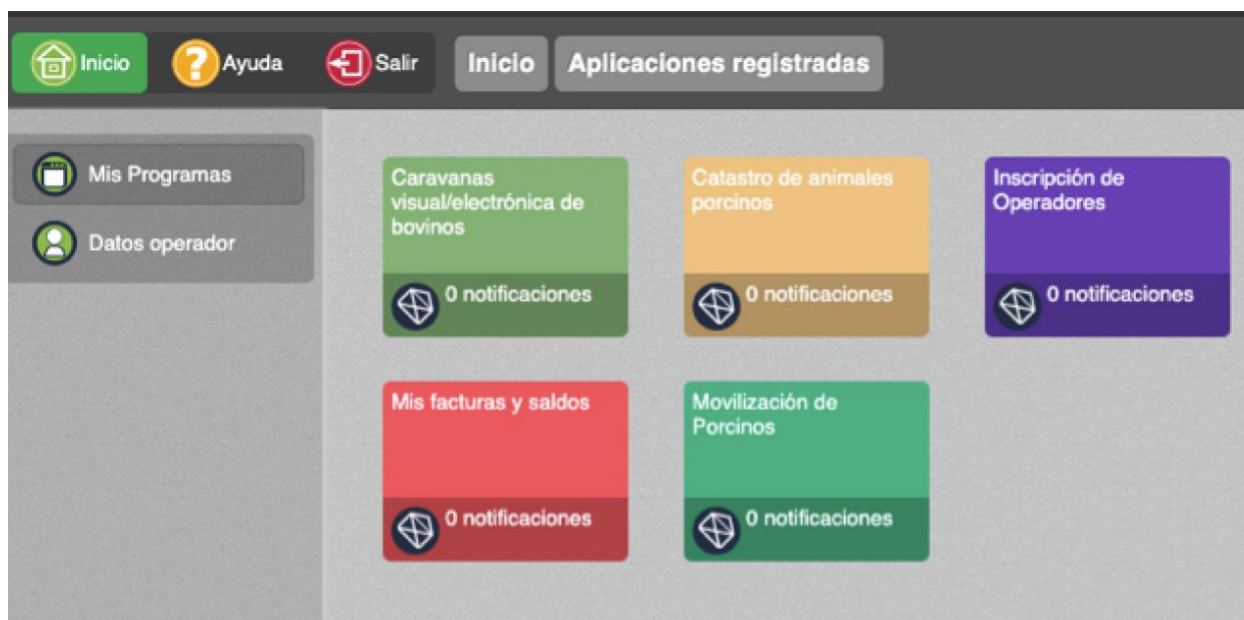 Inicio
Ayuda
Salir
Inicio
Aplicaciones registradas
Mis Programas
Datos operador
Caravanas
visual/electrónica de
bovinos
0 notificaciones
Catastro de animales
porcinos
0 notificaciones
Inscripción de
Operadores
0 notificaciones
Mis facturas y saldos
0 notificaciones
Movilización de
Porcinos
0 notificaciones